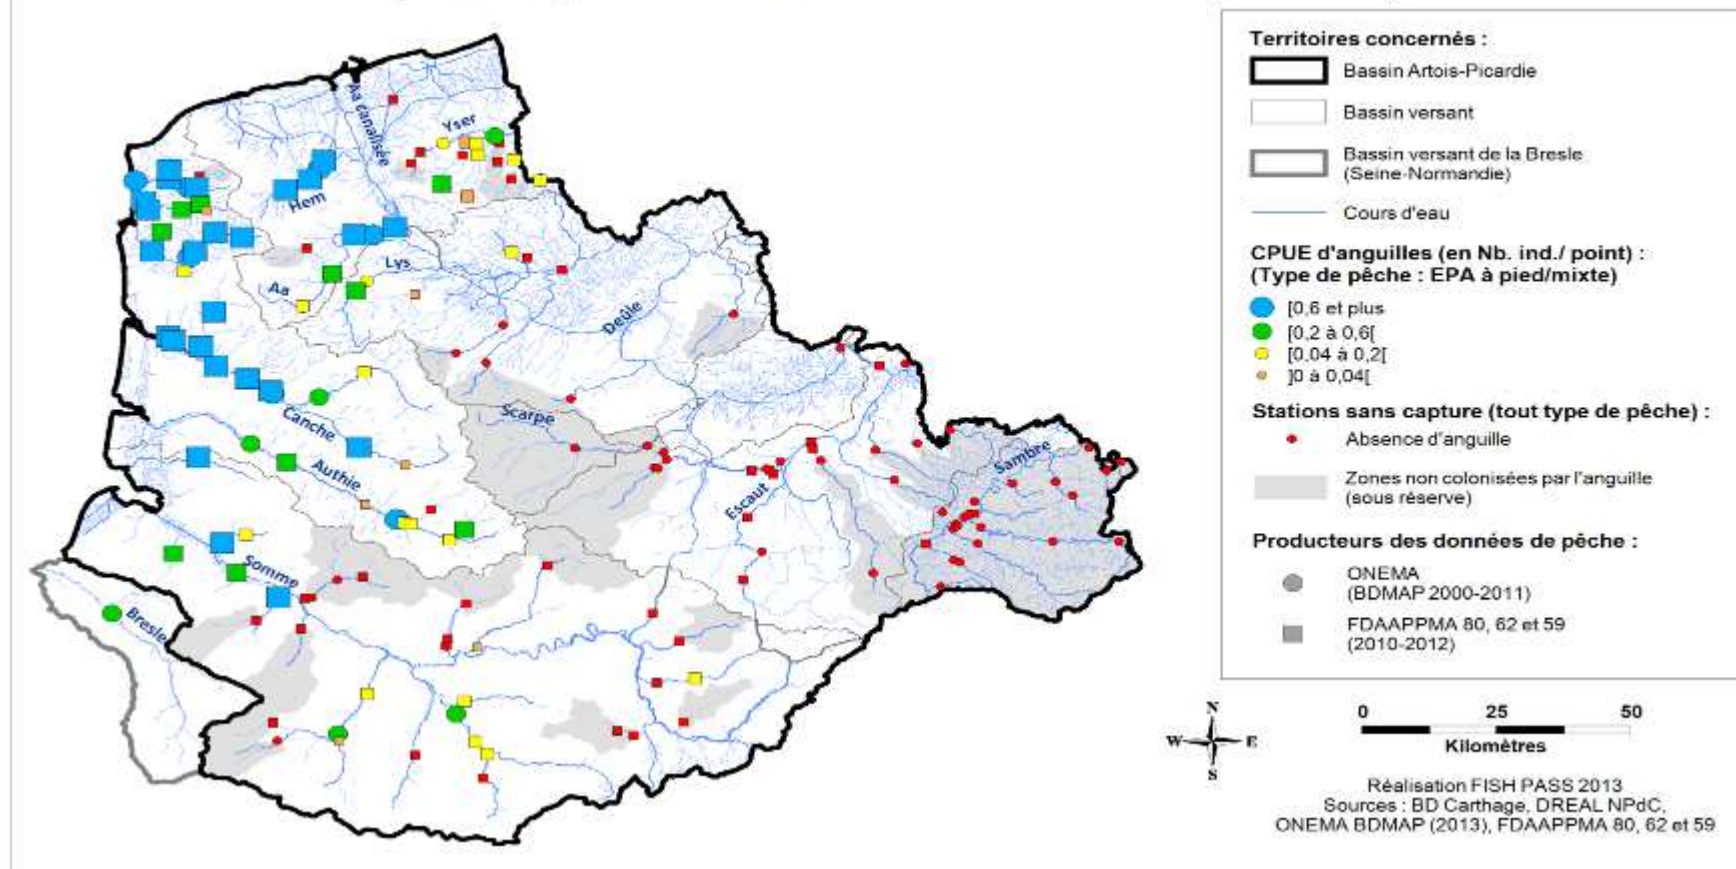 Aa canalisée
Yser
Hem
Lys
Aa
Deûle
Canche
Scarpe
Authie
Escaut
Sambre
Somme
Bresle
Territoires concernés :
Bassin Artois-Picardie
Bassin versant
Bassin versant de la Bresle
(Seine-Normandie)
Cours d'eau
CPUE d'anguilles (en Nb. ind./ point) :
(Type de pêche : EPA à pied/mixte)
[0,6 et plus
[0,2 à 0,6[
[0,04 à 0,2[
]0 à 0,04[
Stations sans capture (tout type de pêche) :
Absence d'anguille
Zones non colonisées par l'anguille
(sous réserve)
Producteurs des données de pêche :
ONEMA
(BDMAP 2000-2011)
FDAAPPMA 80, 62 et 59
(2010-2012)
N
W E
S
0 25 50
Kilomètres
Réalisation FISH PASS 2013
Sources : BD Carthage, DREAL NPdC,
ONEMA BDMAP (2013), FDAAPPMA 80, 62 et 59